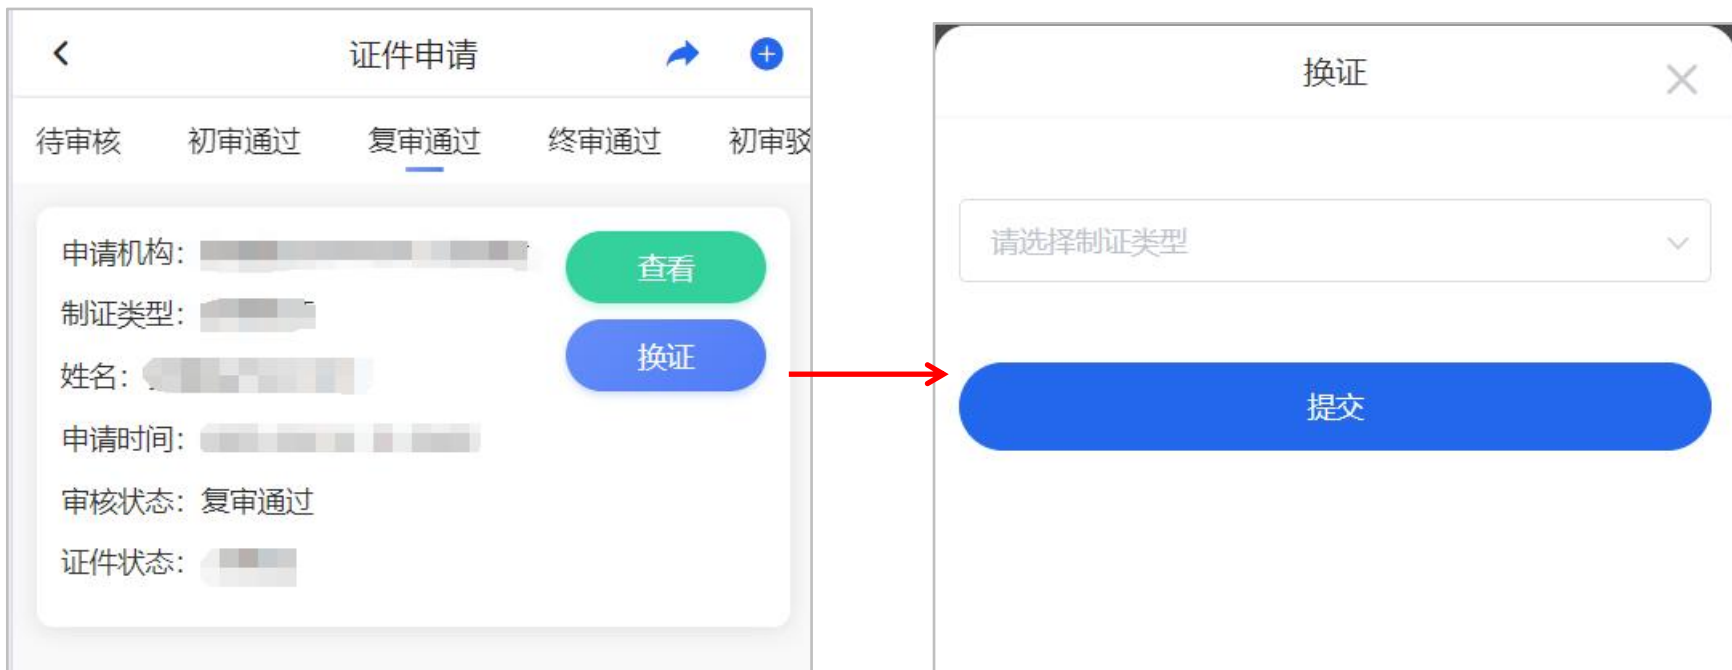 证件申请
待审核 初审通过 复审通过 终审通过 初审驳
申请机构：
查看
制证类型：
姓名：
换证
申请时间：
审核状态：复审通过
证件状态：
换证
请选择制证类型
提交